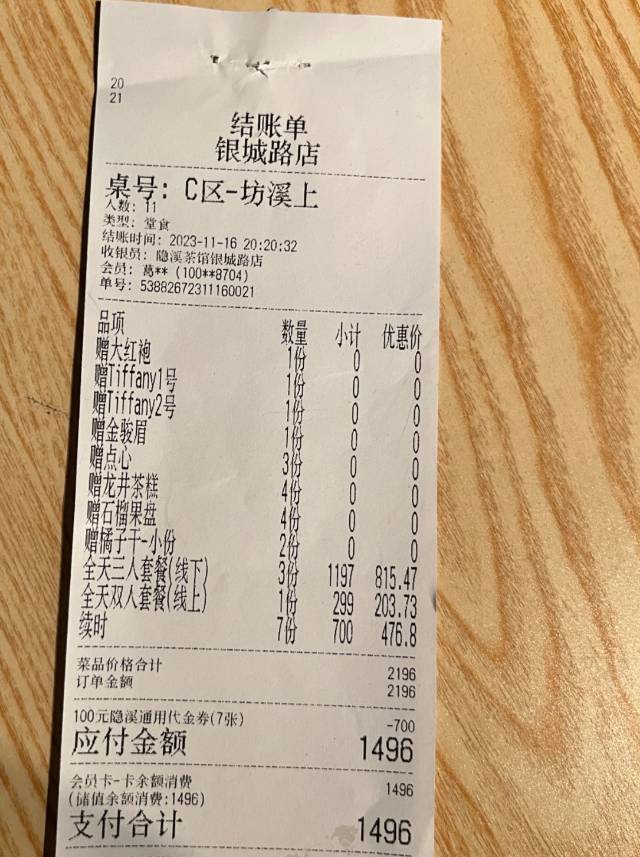 20
21
结账单
银城路店
桌号: C区-坊溪上
人数: 11
类型: 堂食
结账时间: 2023-11-16 20:20:32
收银员: 隐溪茶馆银城路店
会员: 葛** (100**8704)
单号: 53882672311160021
品项 数量 小计 优惠价
赠大红袍 1份 0 0
赠Tiffany1号 1份 0 0
赠Tiffany2号 1份 0 0
赠金骏眉 1份 0 0
赠点心 3份 0 0
赠龙井茶糕 4份 0 0
赠石榴果盘 4份 0 0
赠橘子干-小份 2份 0 0
全天三人套餐(线下) 3份 1197 815.47
全天双人套餐(线上) 1份 299 203.73
续时 7份 700 476.8
菜品价格合计 2196
订单金额 2196
100元隐溪通用代金券(7张) -700
应付金额 1496
会员卡-卡余额消费 1496
(储值余额消费:1496)
支付合计 1496